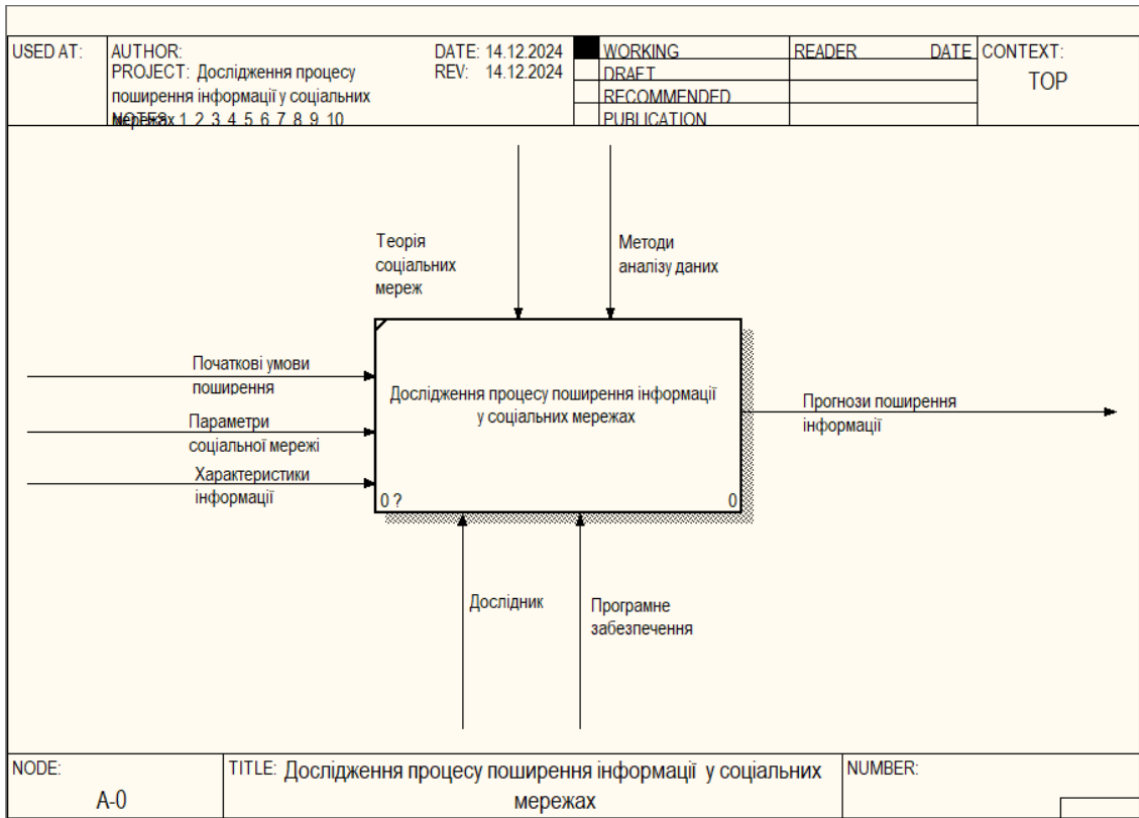 USED AT:
AUTHOR:
DATE: 14.12.2024
PROJECT: Дослідження процесу
REV: 14.12.2024
поширення інформації у соціальних
мережах
NOTES: 1 2 3 4 5 6 7 8 9 10
WORKING
DRAFT
RECOMMENDED
PUBLICATION
READER
DATE
CONTEXT:
TOP
Теорія
соціальних
мереж
Методи
аналізу даних
Початкові умови
поширення
Параметри
соціальної мережі
Характеристики
інформації
Дослідження процесу поширення інформації
у соціальних мережах
0 ?
0
Прогнози поширення
інформації
Дослідник
Програмне
забезпечення
NODE:
A-0
TITLE: Дослідження процесу поширення інформації у соціальних
мережах
NUMBER: